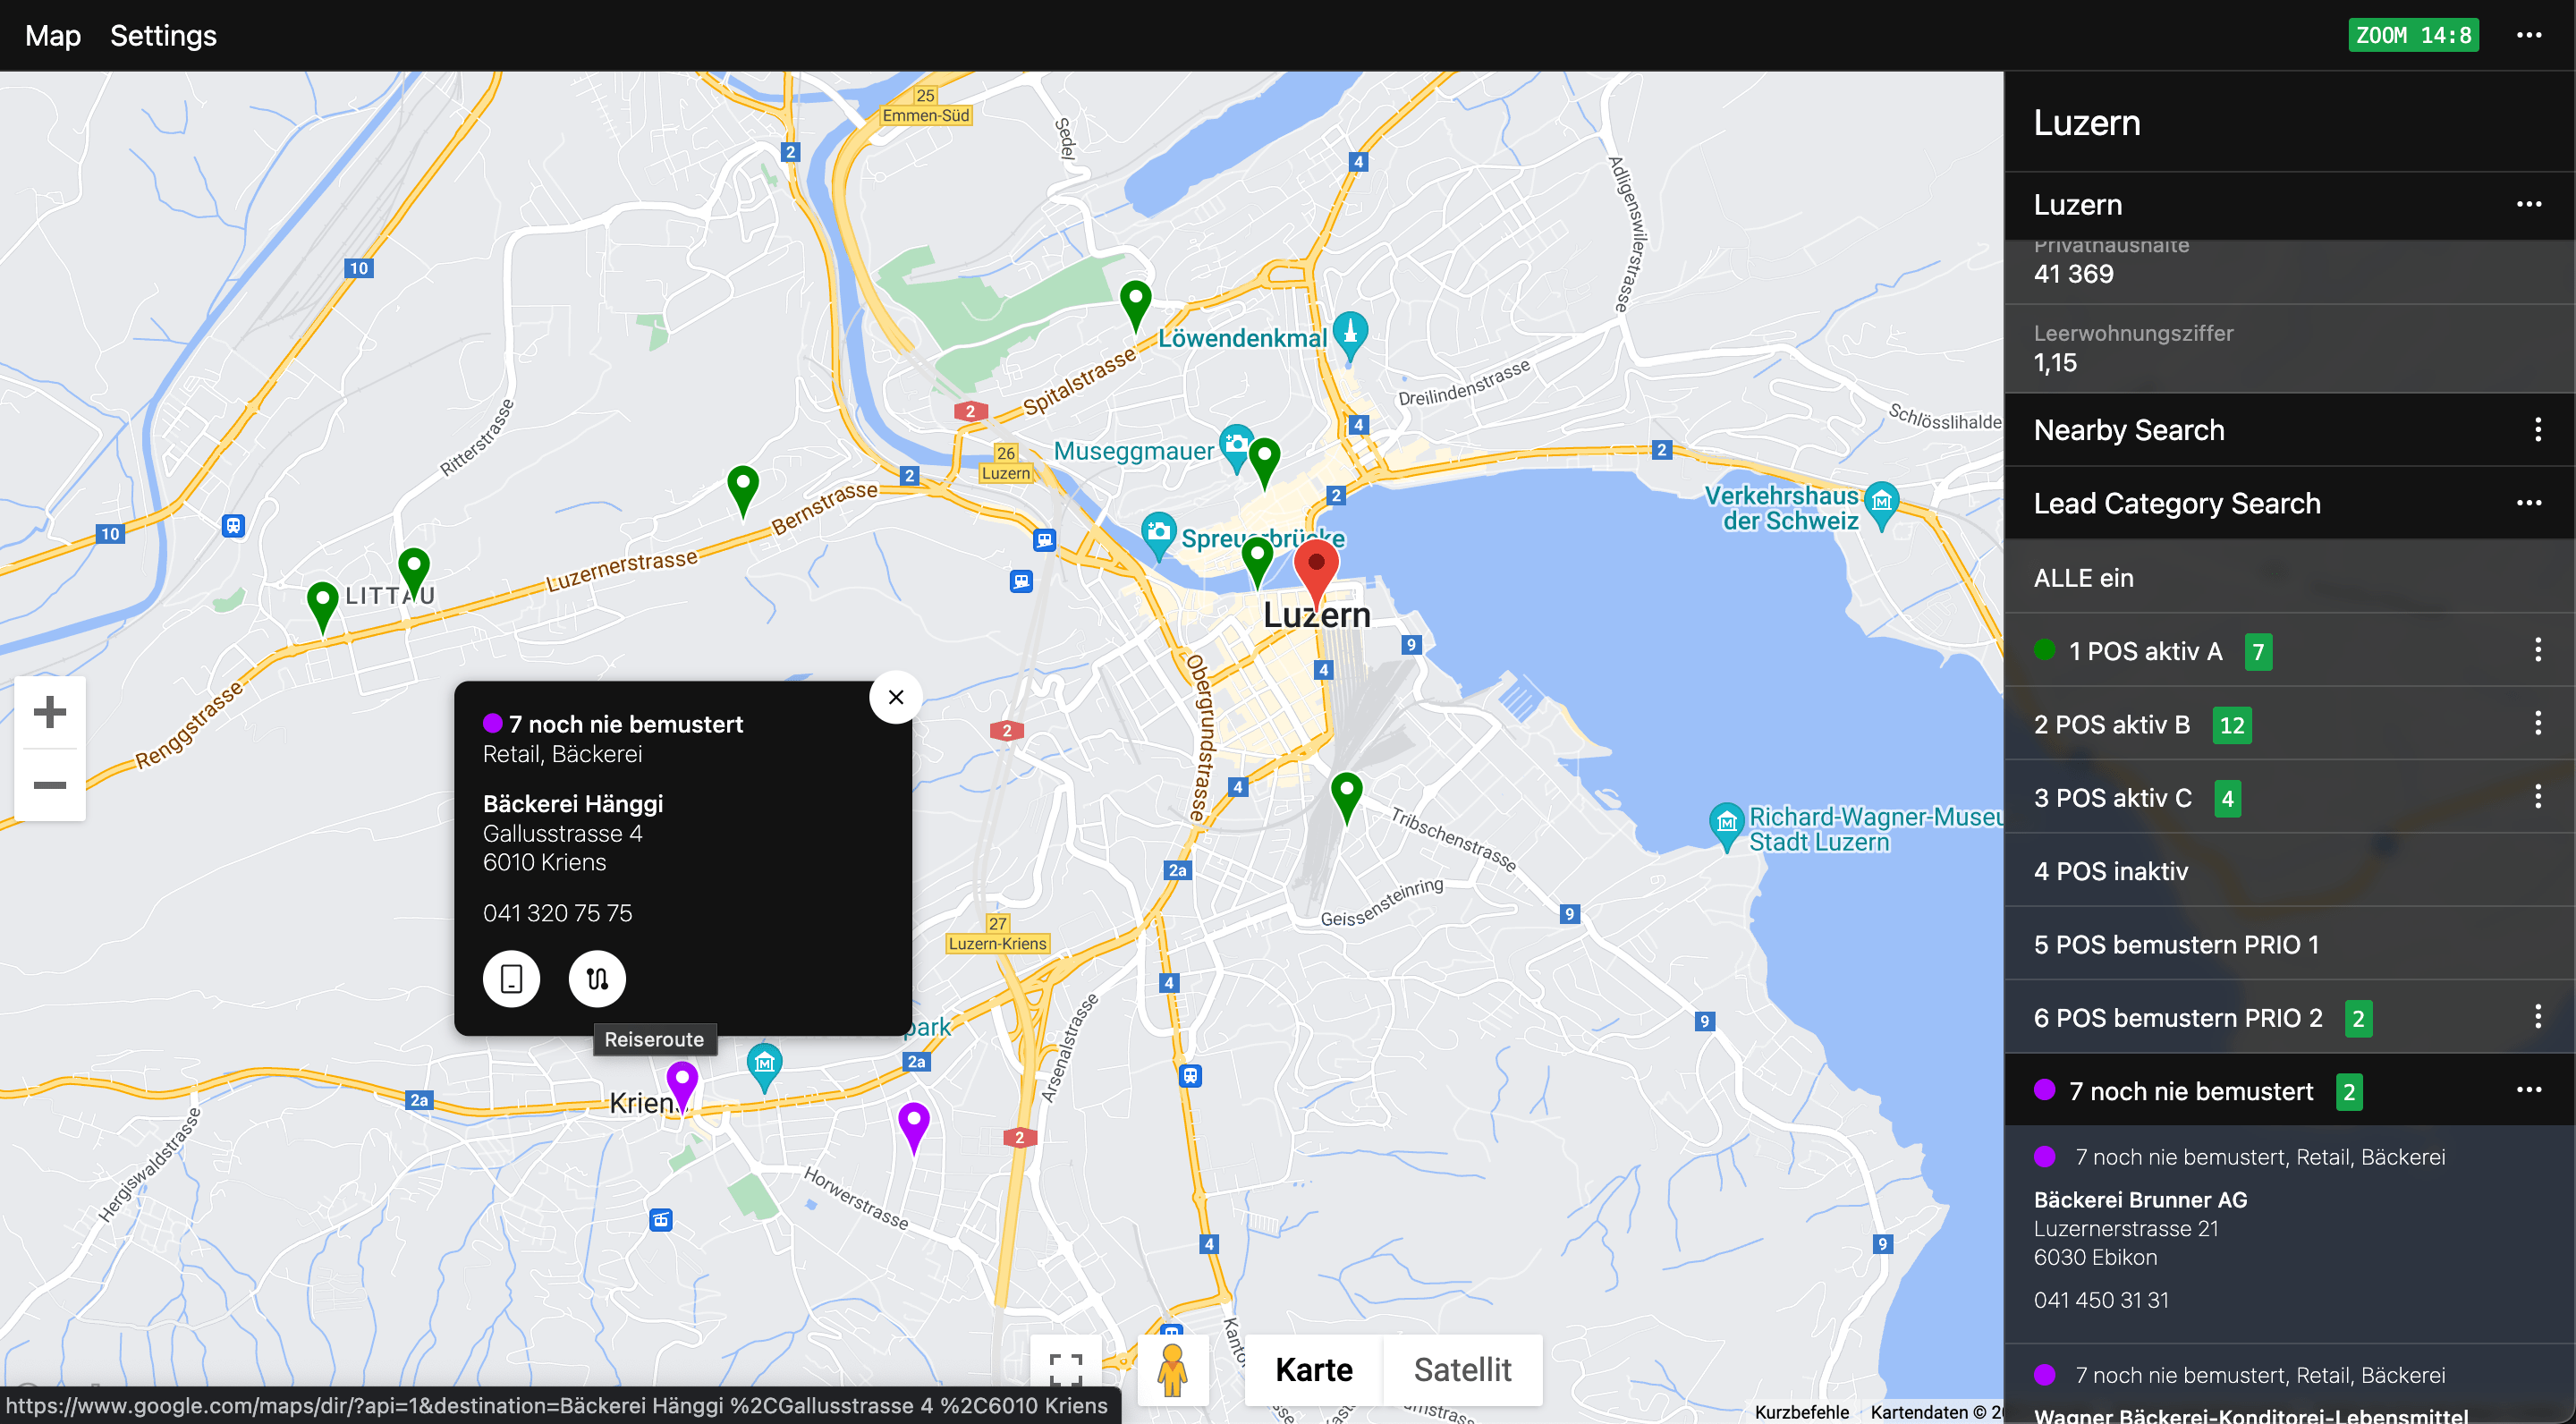 Map Settings
ZOOM 14:8
25
Emmen-Süd
Sedel
2
4
10
Adligenswilerstrasse
Löwendenkmal
Spitalstrasse
2
Dreilindenstrasse
Schlösslihalde
4
Ritterstrasse
Museggmauer
26
Luzern
2
2
Bernstrasse
2
Verkehrshaus
der Schweiz
10
Spreuerbrücke
Luzernerstrasse
LITTAU
Luzern
9
4
Obergrundstrasse
Renggstrasse
2
4
Tribschenstrasse
Richard-Wagner-Museu
Stadt Luzern
2a
Geissensteinring
9
27
Luzern-Kriens
4
Arsenalstrasse
9
park
2a
2a
Kriens
2
Hergiswaldstrasse
Horwerstrasse
4
9
7 noch nie bemustert
Retail, Bäckerei
Bäckerei Hänggi
Gallusstrasse 4
6010 Kriens
041 320 75 75
Reiseroute
Karte Satellit
https://www.google.com/maps/dir/?api=1&destination=Bäckerei Hänggi %2CGallusstrasse 4 %2C6010 Kriens
Kurzbefehle Kartendaten ©
Luzern
Luzern
Privathaushalte
41 369
Leerwohnungsziffer
1,15
Nearby Search
Lead Category Search
ALLE ein
1 POS aktiv A 7
2 POS aktiv B 12
3 POS aktiv C 4
4 POS inaktiv
5 POS bemustern PRIO 1
6 POS bemustern PRIO 2 2
7 noch nie bemustert 2
7 noch nie bemustert, Retail, Bäckerei
Bäckerei Brunner AG
Luzernerstrasse 21
6030 Ebikon
041 450 31 31
7 noch nie bemustert, Retail, Bäckerei
Wagner Bäckerei-Konditorei-Lebensmittel